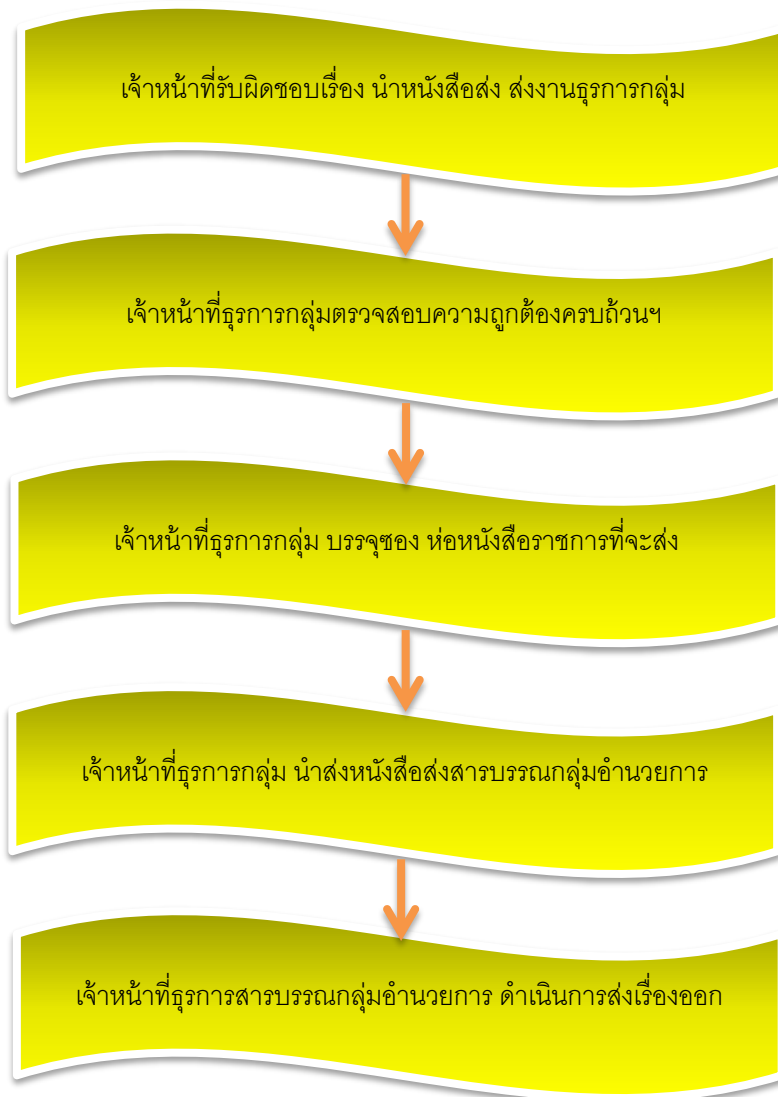 เจ้าหน้าที่รับผิดชอบเรื่อง นำหนังสือส่ง ส่งงานธุรการกลุ่ม
เจ้าหน้าที่ธุรการกลุ่มตรวจสอบความถูกต้องครบถ้วนฯ
เจ้าหน้าที่ธุรการกลุ่ม บรรจุซอง ห่อหนังสือราชการที่จะส่ง
เจ้าหน้าที่ธุรการกลุ่ม นำส่งหนังสือส่งสารบรรณกลุ่มอำนวยการ
เจ้าหน้าที่ธุรการสารบรรณกลุ่มอำนวยการ ดำเนินการส่งเรื่องออก